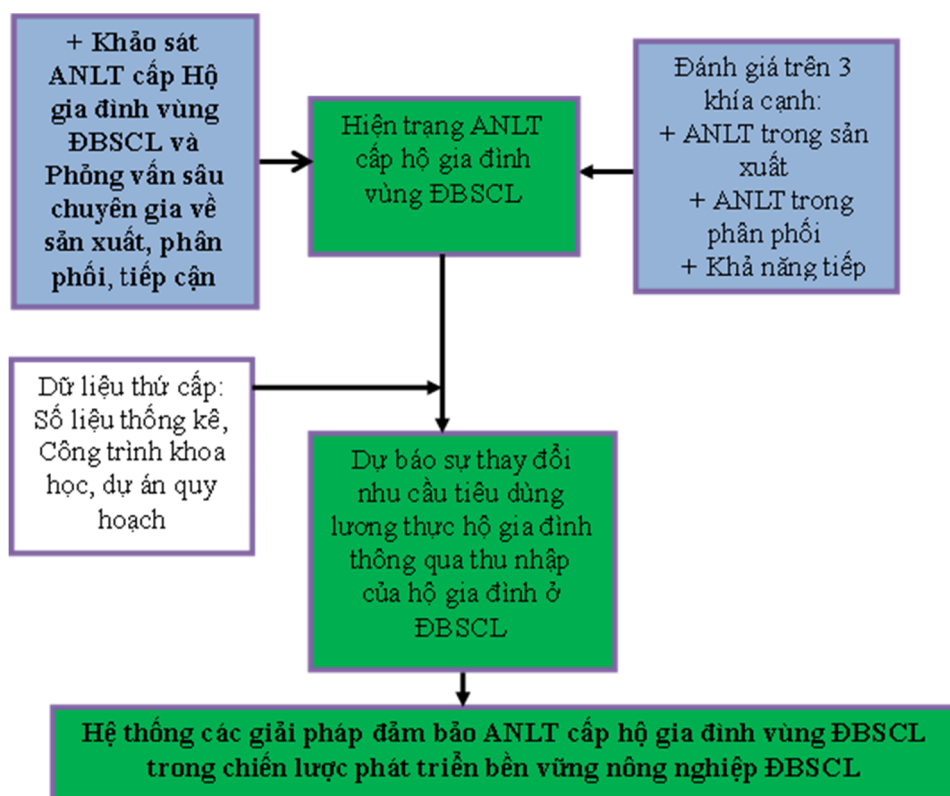 + Khảo sát
ANLT cấp Hộ
gia đình vùng
ĐBSCL và
Phỏng vấn sâu
chuyên gia về
sản xuất, phân
phối, tiếp cận
Hiện trạng ANLT
cấp hộ gia đình
vùng ĐBSCL
Đánh giá trên 3
khía cạnh:
+ ANLT trong sản
xuất
+ ANLT trong
phân phối
+ Khả năng tiếp
Dữ liệu thứ cấp:
Số liệu thống kê,
Công trình khoa
học, dự án quy
hoạch
Dự báo sự thay đổi
nhu cầu tiêu dùng
lương thực hộ gia đình
thông qua thu nhập
của hộ gia đình ở
ĐBSCL
Hệ thống các giải pháp đảm bảo ANLT cấp hộ gia đình vùng ĐBSCL
trong chiến lược phát triển bền vững nông nghiệp ĐBSCL